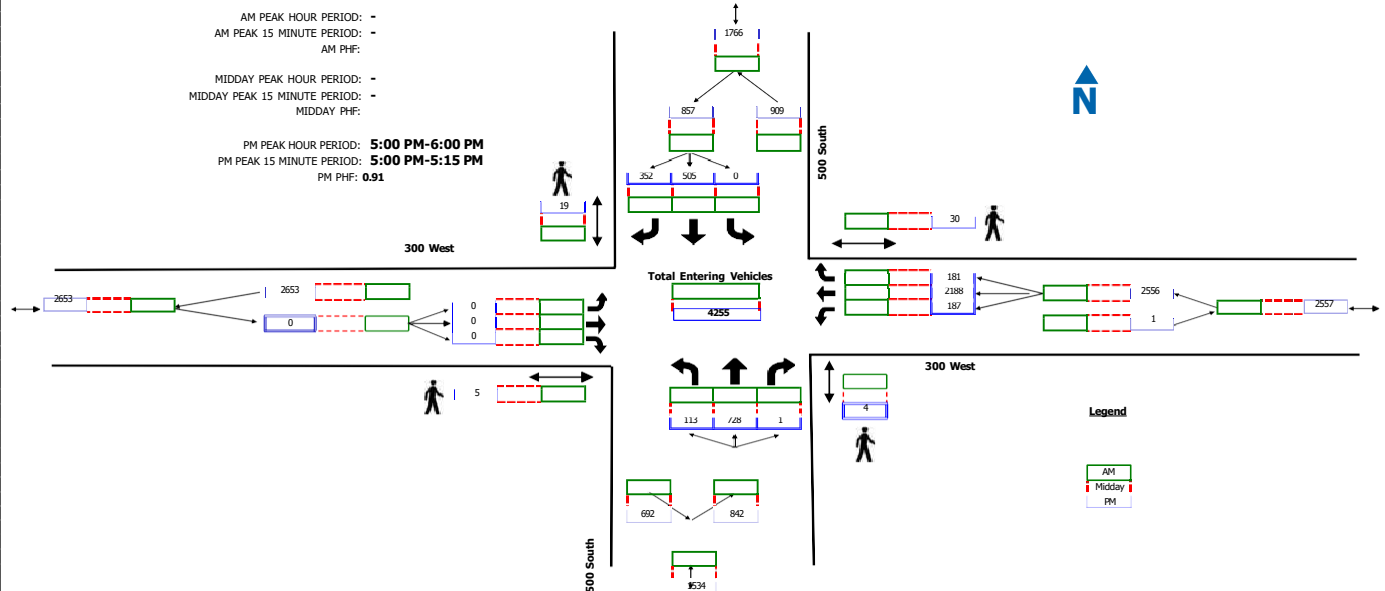 AM PEAK HOUR PERIOD: -
AM PEAK 15 MINUTE PERIOD: -
AM PHF:
MIDDAY PEAK HOUR PERIOD: -
MIDDAY PEAK 15 MINUTE PERIOD: -
MIDDAY PHF:
PM PEAK HOUR PERIOD: 5:00 PM-6:00 PM
PM PEAK 15 MINUTE PERIOD: 5:00 PM-5:15 PM
PM PHF: 0.91
1766
857 909
352 505 0
500 South
N
19
30
300 West
Total Entering Vehicles
4255
2653
2653
0
0
0
0
181
2188
187
2556
1
2557
300 West
5
4
113 728 1
692 842
1534
500 South
Legend
AM
Midday
PM